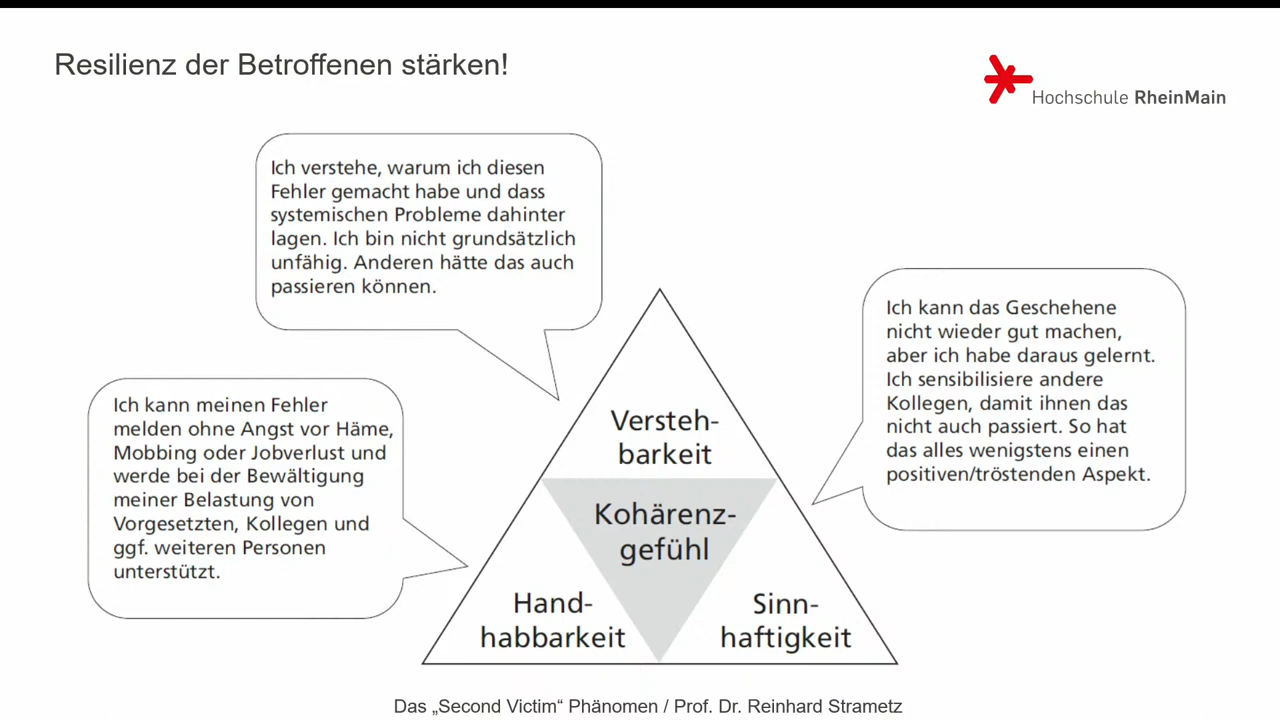 Resilienz der Betroffenen stärken!
Hochschule RheinMain
Ich verstehe, warum ich diesen
Fehler gemacht habe und dass
systemischen Probleme dahinter
lagen. Ich bin nicht grundsätzlich
unfähig. Anderen hätte das auch
passieren können.
Ich kann das Geschehene
nicht wieder gut machen,
aber ich habe daraus gelernt.
Ich sensibilisiere andere
Kollegen, damit ihnen das
nicht auch passiert. So hat
das alles wenigstens einen
positiven/tröstenden Aspekt.
Ich kann meinen Fehler
melden ohne Angst vor Häme,
Mobbing oder Jobverlust und
werde bei der Bewältigung
meiner Belastung von
Vorgesetzten, Kollegen und
ggf. weiteren Personen
unterstützt.
Versteh-
barkeit
Kohärenz-
gefühl
Hand-
habbarkeit
Sinn-
haftigkeit
Das „Second Victim“ Phänomen / Prof. Dr. Reinhard Strametz